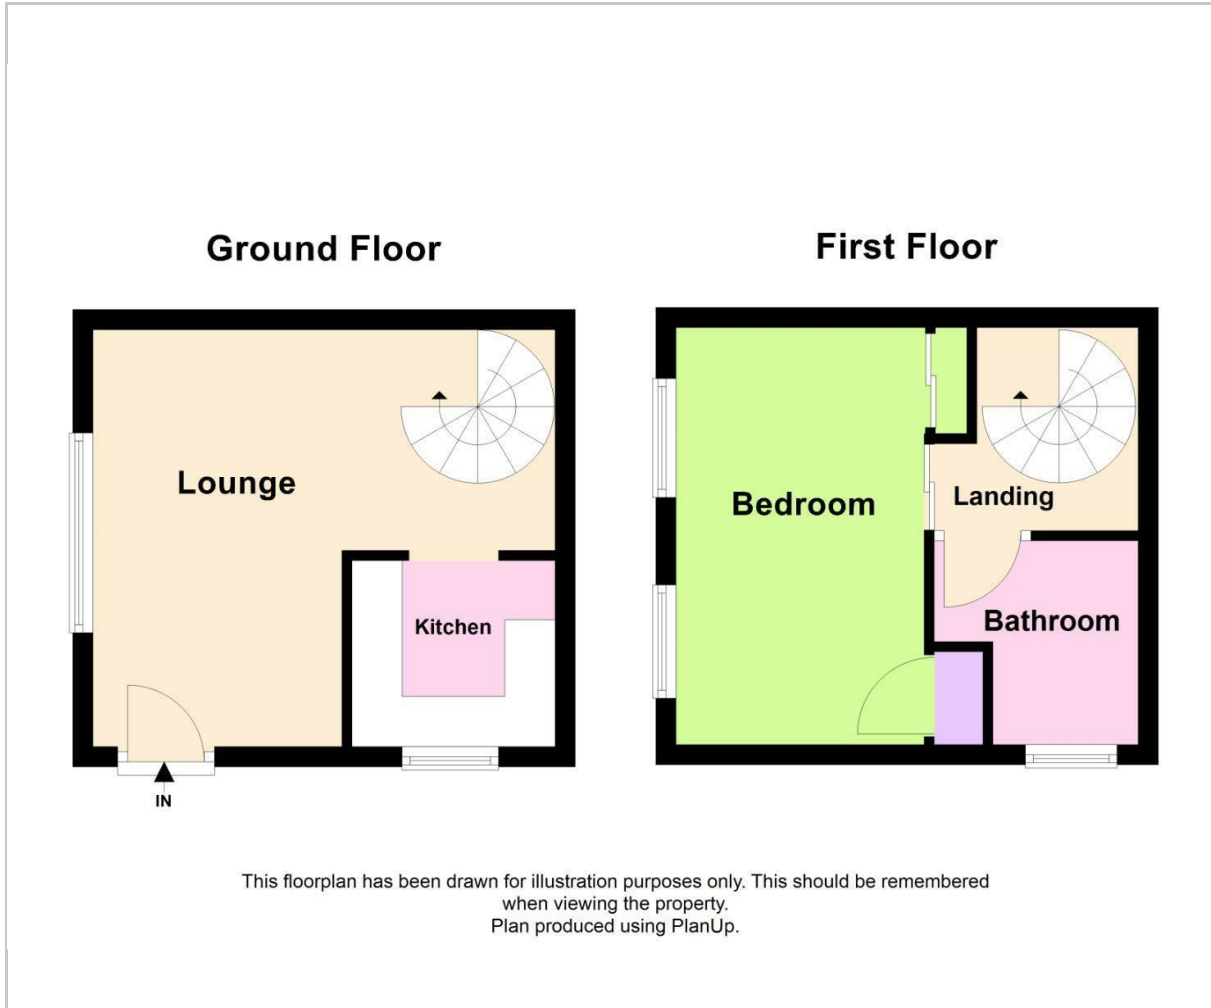 Ground Floor
First Floor
Lounge
Kitchen
IN
Bedroom
Landing
Bathroom
This floorplan has been drawn for illustration purposes only. This should be remembered
when viewing the property.
Plan produced using PlanUp.